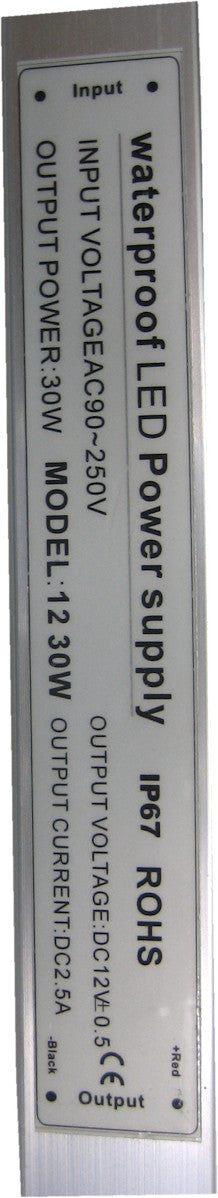 Input
waterproof LED Power supply IP67 ROHS
INPUT VOLTAGEAC90~250V OUTPUT VOLTAGE:DC12V±0.5 CE
OUTPUT POWER:30W MODEL:12 30W OUTPUT CURRENT:DC2.5A
+Red
Output
-Black